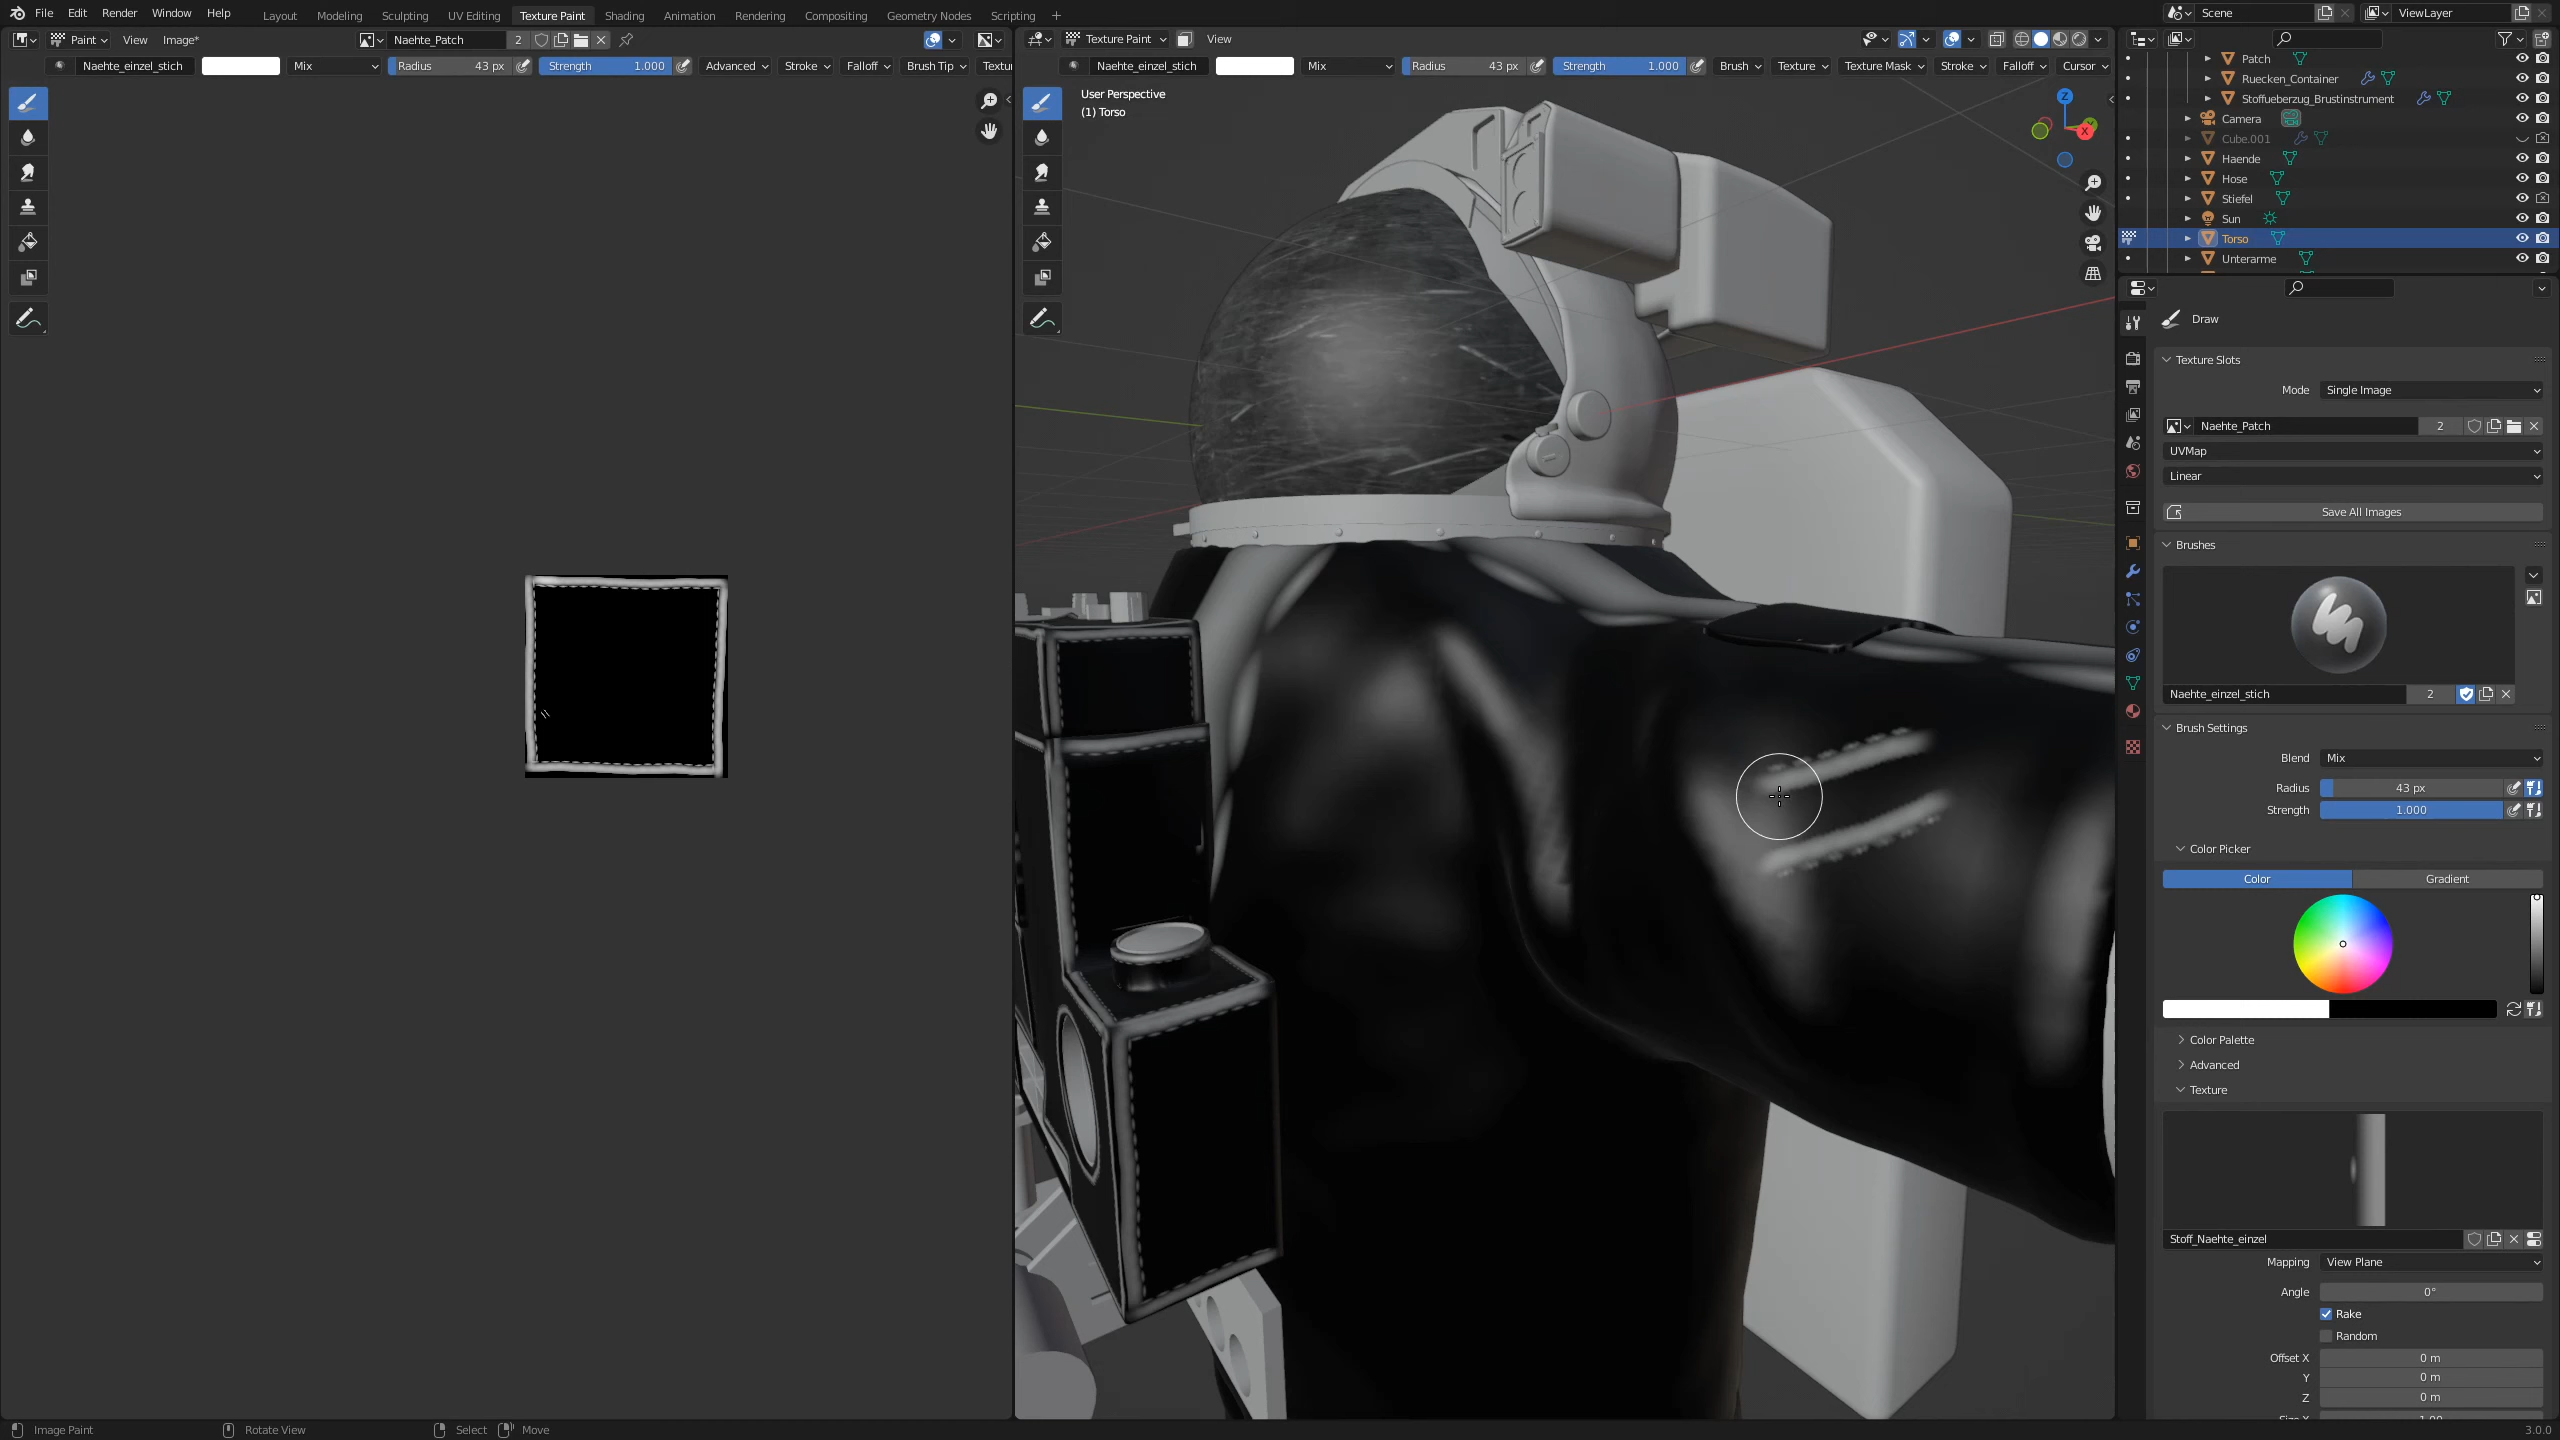 File Edit Render Window Help Layout Modeling Sculpting UV Editing Texture Paint Shading Animation Rendering Compositing Geometry Nodes Scripting Scene ViewLayer
Paint View Image* Naehte_Patch 2 Texture Paint View
Naehte_einzel_stich Mix Radius 43 px Strength 1.000 Advanced Stroke Falloff Brush Tip Textu
Naehte_einzel_stich Mix Radius 43 px Strength 1.000 Brush Texture Texture Mask Stroke Falloff Cursor
User Perspective
(1) Torso
Z
X
Patch
Ruecken_Container
Stoffueberzug_Brustinstrument
Camera
Cube.001
Haende
Hose
Stiefel
Sun
Torso
Unterarme
Draw
Texture Slots
Mode Single Image
Naehte_Patch 2
UVMap
Linear
Save All Images
Brushes
Naehte_einzel_stich 2
Brush Settings
Blend Mix
Radius 43 px
Strength 1.000
Color Picker
Color Gradient
Color Palette
Advanced
Texture
Stoff_Naehte_einzel
Mapping View Plane
Angle 0°
Rake
Random
Offset X 0 m
Y 0 m
Z 0 m
Image Paint Rotate View Select Move 3.0.0